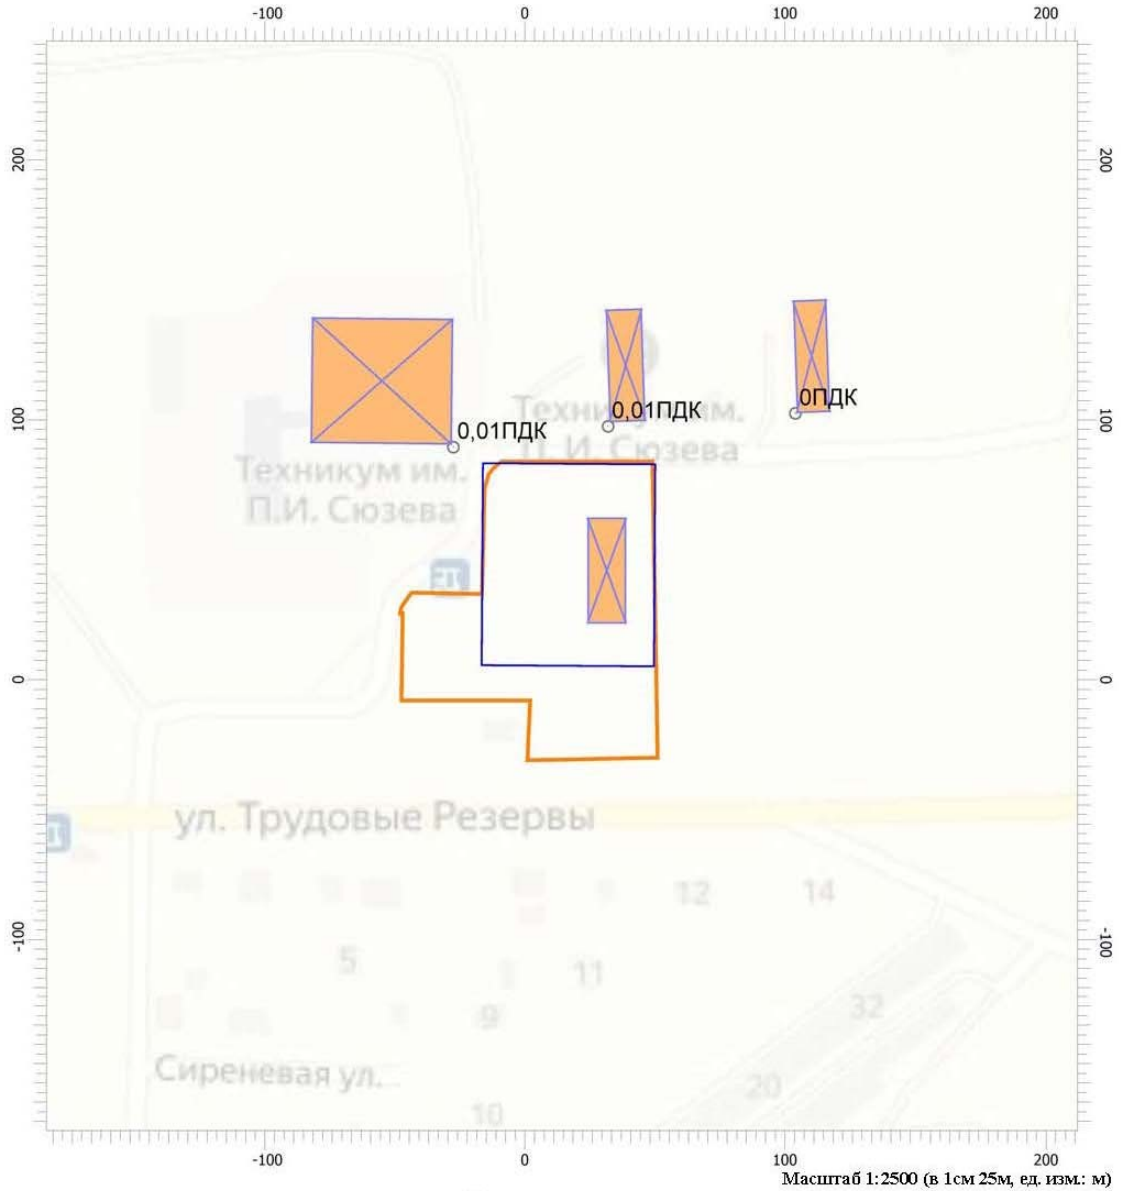 -100 0 100 200
200 200
0,01ПДК 0ПДК
100 0,01ПДК Техникум им. П. И. Сюзева 100
Техникум им.
П.И. Сюзева
0 0
ул. Трудовые Резервы
12 14
-100 5 11 -100
9 32
Сиреневая ул. 20
10
-100 0 100 200
Масштаб 1:2500 (в 1см 25м, ед. изм.: м)